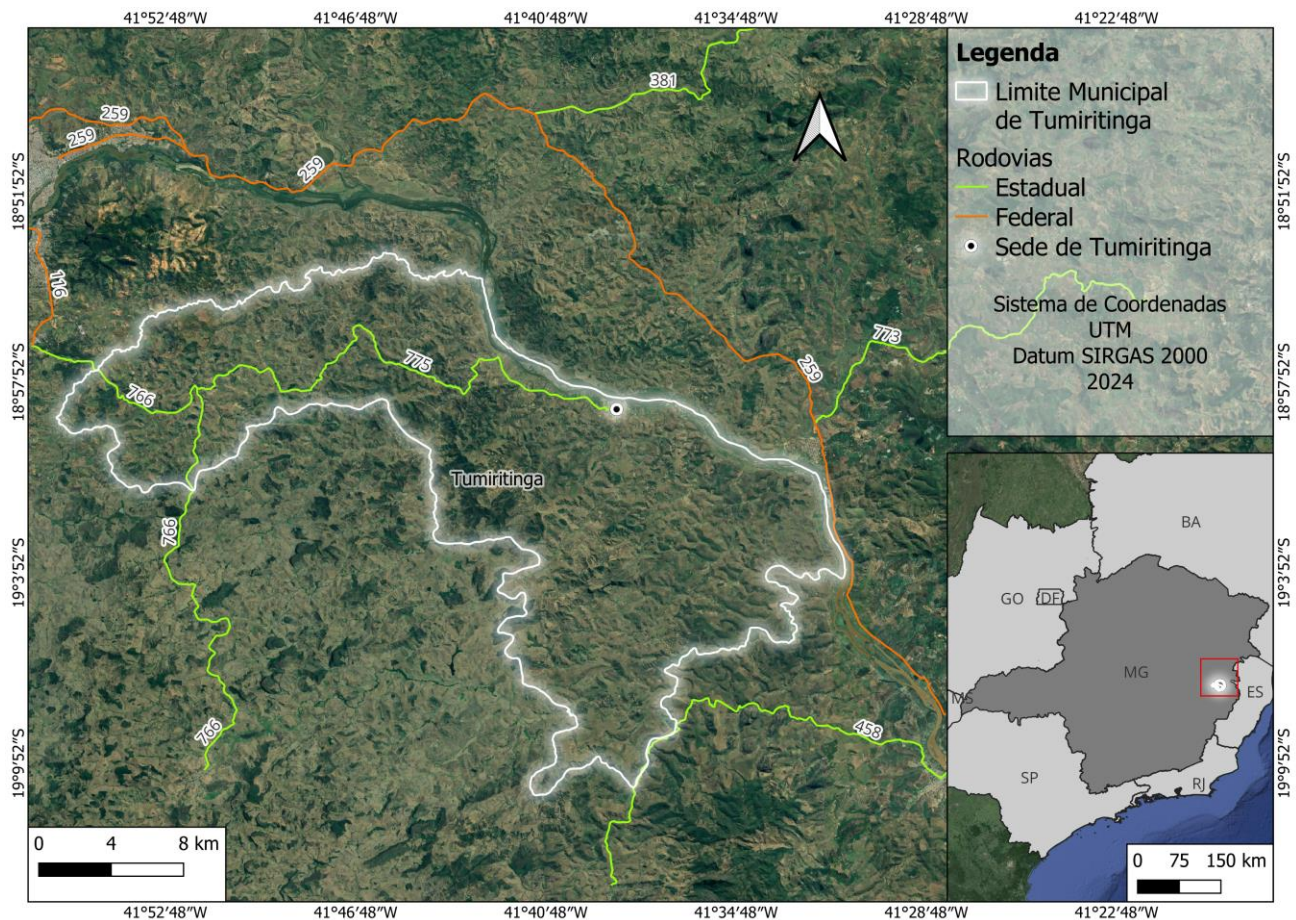 41°52'48"W
41°46'48"W
41°40'48"W
41°34'48"W
41°28'48"W
41°22'48"W
Legenda
Limite Municipal
de Tumiritinga
Rodovias
Estadual
Federal
Sede de Tumiritinga
Sistema de Coordenadas
UTM
Datum SIRGAS 2000
2024
381
259
259
259
116
18°51'52"S
18°51'52"S
773
259
775
766
18°57'52"S
18°57'52"S
Tumiritinga
766
19°3'52"S
19°3'52"S
766
458
19°9'52"S
19°9'52"S
BA
GO
DF
MG
MS
ES
SP
RJ
0 4 8 km
0 75 150 km
41°52'48"W
41°46'48"W
41°40'48"W
41°34'48"W
41°28'48"W
41°22'48"W